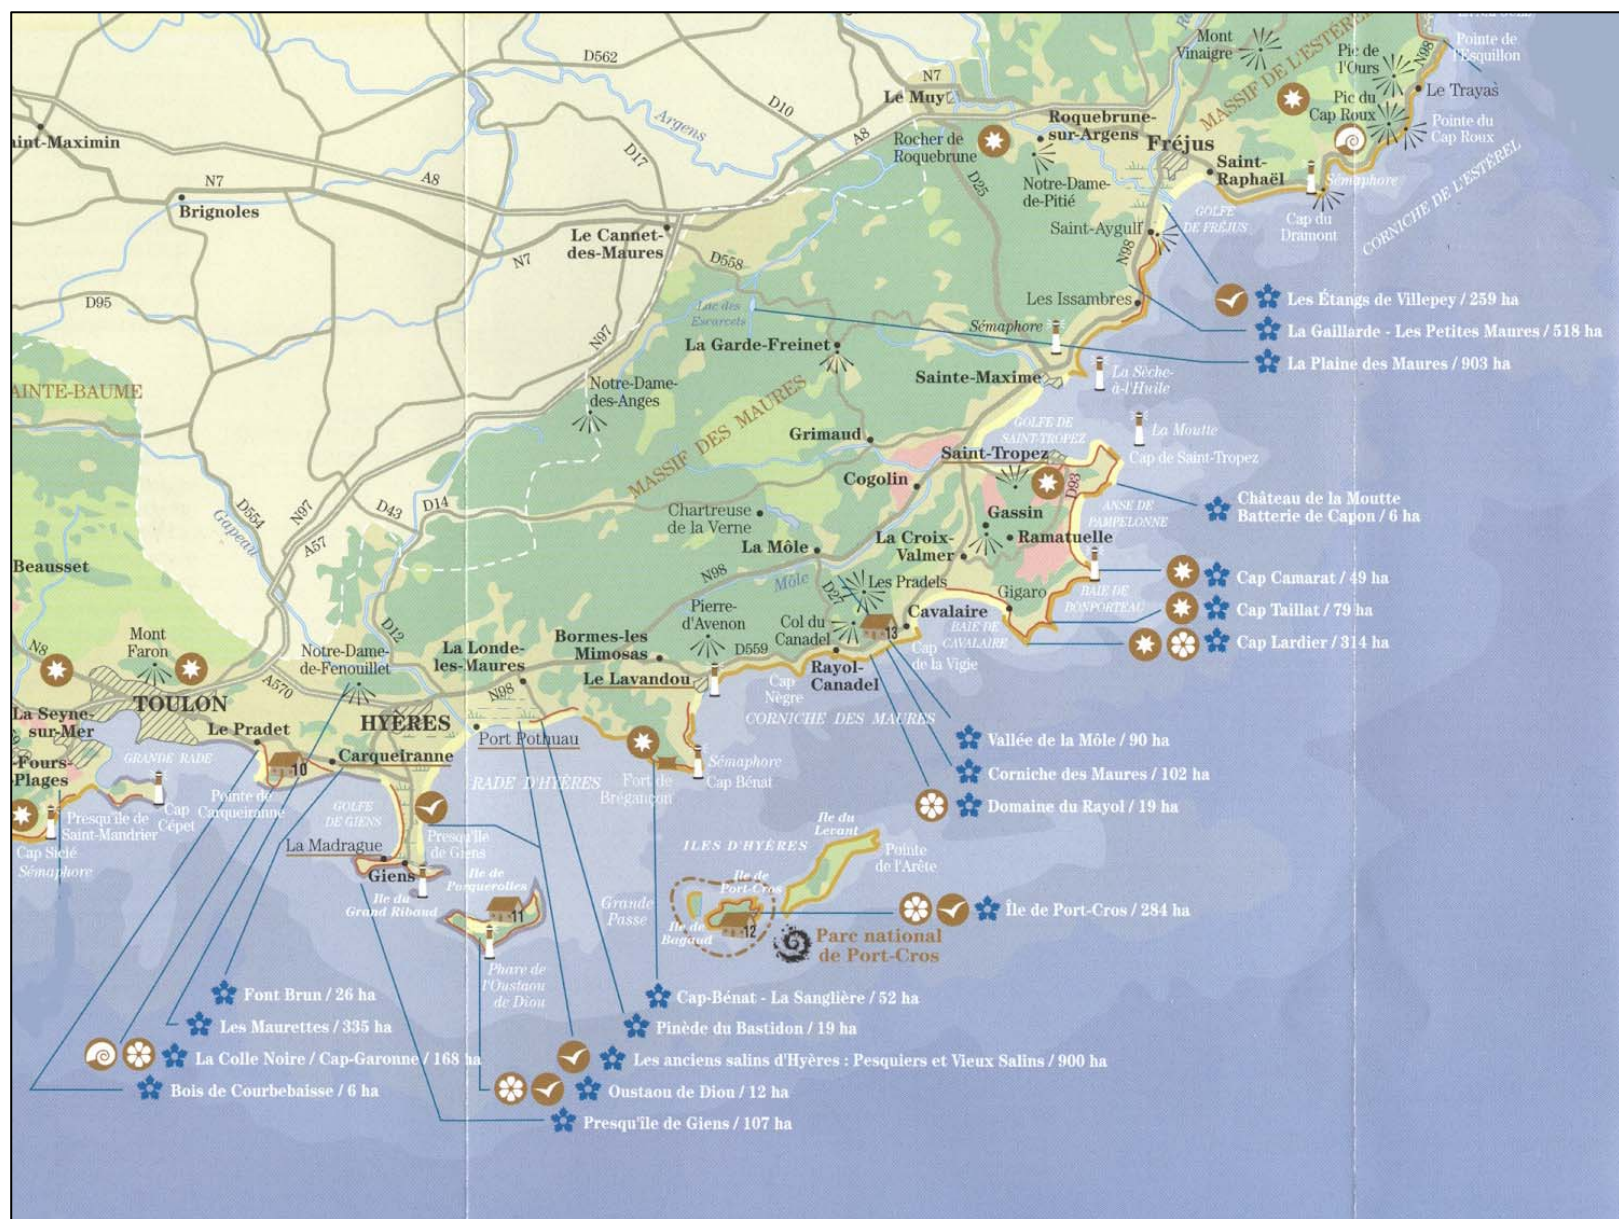 Pointe de
l'Esquillon
Mont
Vinaigre
MASSIF DE L'ESTÉREL
Pic de
l'Ours
N98
Le Trayas
Pic du
Cap Roux
Pointe du
Cap Roux
D562
N7
Le Muy
D10
Argens
A8
Roquebrune-
sur-Argens
Rocher de
Roquebrune
Fréjus
Saint-
Raphaël
Sémaphore
aint-Maximin
D17
A8
N7
Brignoles
D25
Notre-Dame-
de-Pitié
Cap du
Dramont
CORNICHE DE L'ESTÉREL
GOLFE
DE FRÉJUS
Saint-Aygulf
N98
Le Cannet-
des-Maures
N7
D558
D95
Lac des
Escarcets
Les Issambres
Les Étangs de Villepey / 259 ha
La Gaillarde - Les Petites Maures / 518 ha
La Plaine des Maures / 903 ha
Sémaphore
N97
La Garde-Freinet
Sainte-Maxime
La Sèche-
à-l'Huile
AINTE-BAUME
Notre-Dame-
des-Anges
MASSIF DES MAURES
Grimaud
GOLFE DE
SAINT-TROPEZ
La Moutte
Saint-Tropez
Cap de Saint-Tropez
Cogolin
D93
Château de la Moutte
Batterie de Capon / 6 ha
ANSE DE
PAMPELONNE
D14
D43
N97
D554
Gapeau
A57
Chartreuse
de la Verne
Gassin
Ramatuelle
La Môle
La Croix-
Valmer
Beausset
N98
Môle
D27
Les Pradels
Gigaro
BAIE DE
BONPORTEAU
Cap Camarat / 49 ha
Cap Taillat / 79 ha
Cap Lardier / 314 ha
Pierre-
d'Avenon
Cavalaire
13
Col du
Canadel
BAIE DE
CAVALAIRE
Cap
de la Vigie
N8
Mont
Faron
Notre-Dame-
de-Fenouillet
D12
La Londe-
les-Maures
Bormes-les
Mimosas
D559
Le Lavandou
Rayol-
Canadel
Cap
Nègre
CORNICHE DES MAURES
A570
N98
TOULON
La Seyne-
sur-Mer
Le Pradet
HYÈRES
Port Pothuau
-Fours-
-Plages
GRANDE RADE
10
Carqueiranne
RADE D'HYÈRES
Fort de
Brégançon
Sémaphore
Cap Bénat
Vallée de la Môle / 90 ha
Corniche des Maures / 102 ha
Domaine du Rayol / 19 ha
Pointe de
Carqueiranne
Cap
Cépet
Presqu'île de
Saint-Mandrier
GOLFE
DE GIENS
Cap Sicié
Sémaphore
Presqu'île
de Giens
La Madrague
Giens
Ile du
Grand Ribaud
Ile de
Porquerolles
11
Phare de
l'Oustaou
de Diou
Grande
Passe
ILES D'HYÈRES
Ile du
Levant
Pointe
de l'Arête
Ile de
Port-Cros
12
Ile de
Bagaud
Île de Port-Cros / 284 ha
Parc national
de Port-Cros
Font Brun / 26 ha
Les Maurettes / 335 ha
La Colle Noire / Cap-Garonne / 168 ha
Bois de Courbebaisse / 6 ha
Cap-Bénat - La Sanglière / 52 ha
Pinède du Bastidon / 19 ha
Les anciens salins d'Hyères : Pesquiers et Vieux Salins / 900 ha
Oustaou de Diou / 12 ha
Presqu'île de Giens / 107 ha